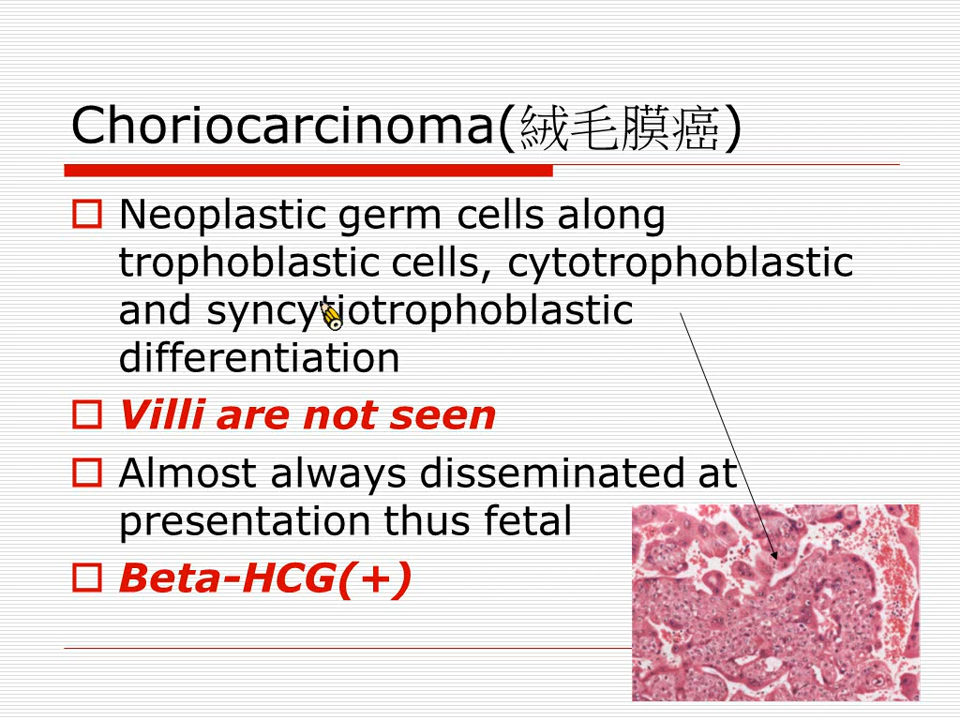 Choriocarcinoma(絨毛膜癌)
Neoplastic germ cells along
trophoblastic cells, cytotrophoblastic
and syncytiotrophoblastic
differentiation
Villi are not seen
Almost always disseminated at
presentation thus fetal
Beta-HCG(+)